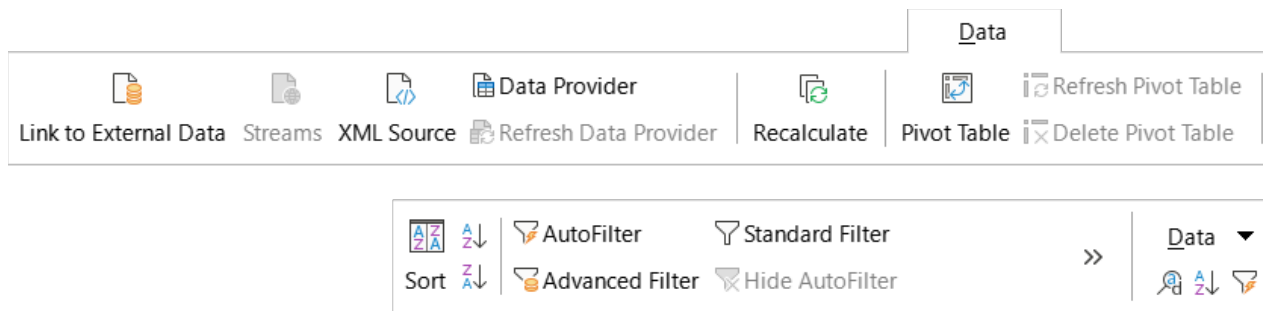 Data
Data Provider Refresh Pivot Table
Link to External Data Streams XML Source Refresh Data Provider Recalculate Pivot Table Delete Pivot Table
AutoFilter Standard Filter Data
Sort Advanced Filter Hide AutoFilter